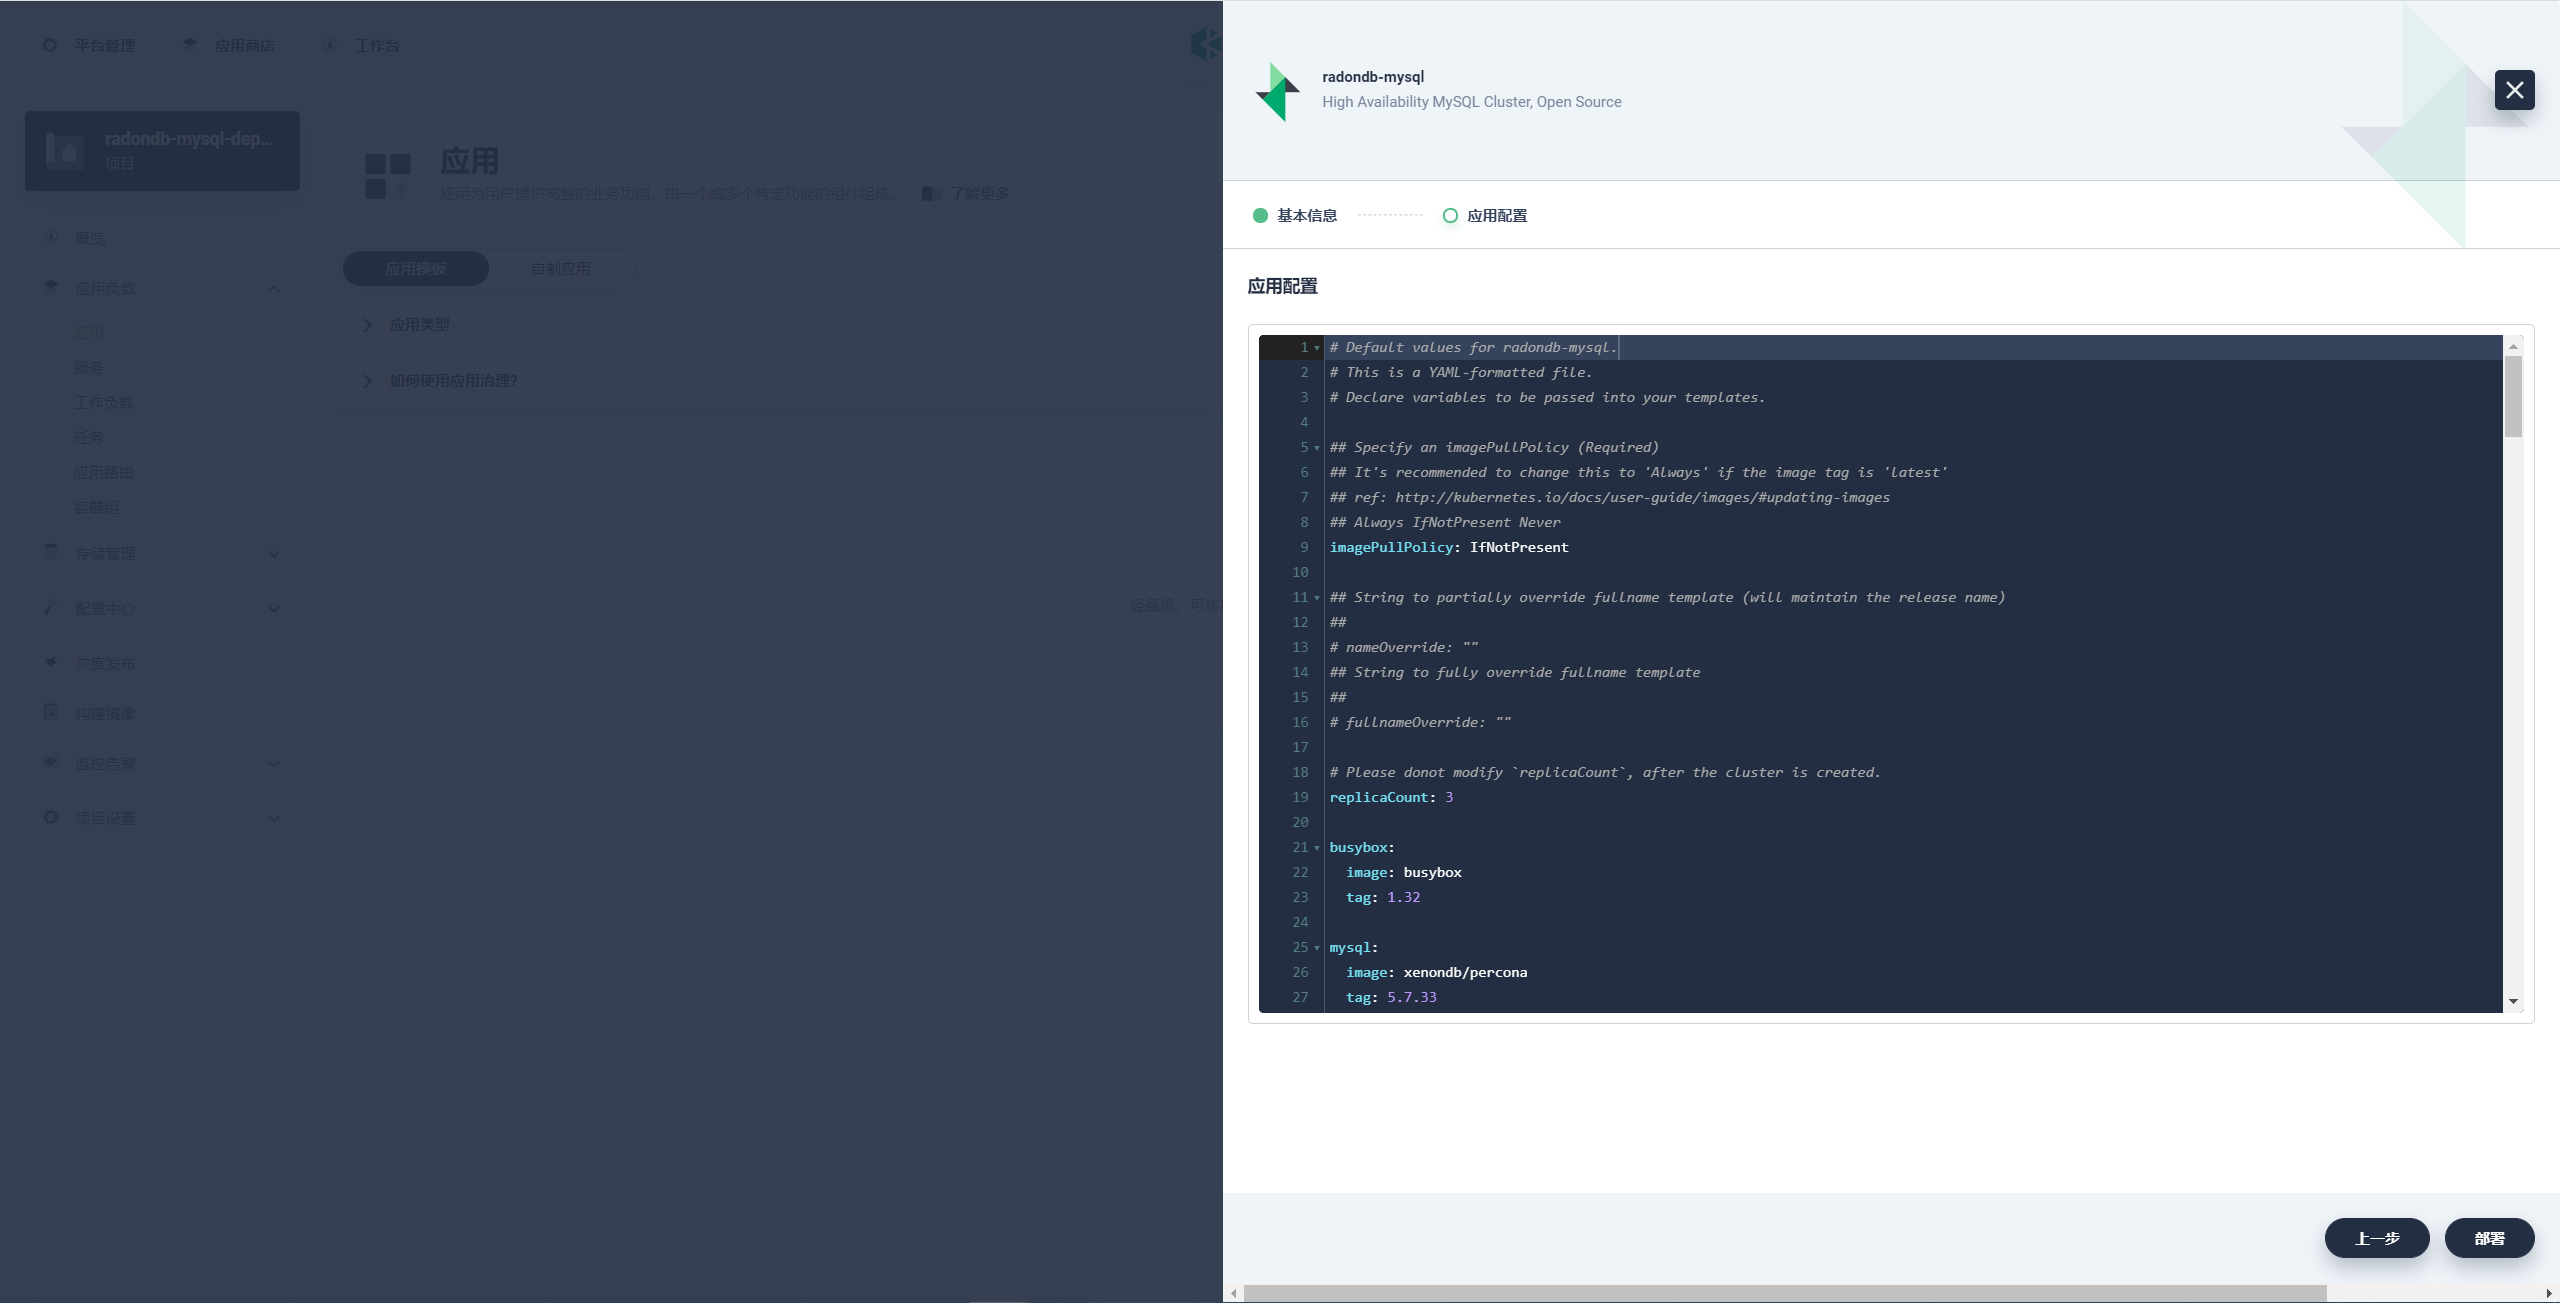 平台管理
应用商店
工作台
radondb-mysql-dep...
项目
概览
应用负载
应用
服务
工作负载
任务
应用路由
容器组
存储管理
配置中心
灰度发布
构建镜像
监控告警
项目设置
应用
应用为用户提供完整的业务功能，由一个或多个特定功能的组件组成。
了解更多
应用模板
自制应用
应用类型
如何使用应用治理?
轻量级、可移
radondb-mysql
High Availability MySQL Cluster, Open Source
基本信息
应用配置
应用配置
1 # Default values for radondb-mysql.
2 # This is a YAML-formatted file.
3 # Declare variables to be passed into your templates.
4
5 ## Specify an imagePullPolicy (Required)
6 ## It's recommended to change this to 'Always' if the image tag is 'latest'
7 ## ref: http://kubernetes.io/docs/user-guide/images/#updating-images
8 ## Always IfNotPresent Never
9 imagePullPolicy: IfNotPresent
10
11 ## String to partially override fullname template (will maintain the release name)
12 ##
13 # nameOverride: ""
14 ## String to fully override fullname template
15 ##
16 # fullnameOverride: ""
17
18 # Please donot modify `replicaCount`, after the cluster is created.
19 replicaCount: 3
20
21 busybox:
22   image: busybox
23   tag: 1.32
24
25 mysql:
26   image: xenondb/percona
27   tag: 5.7.33
上一步
部署